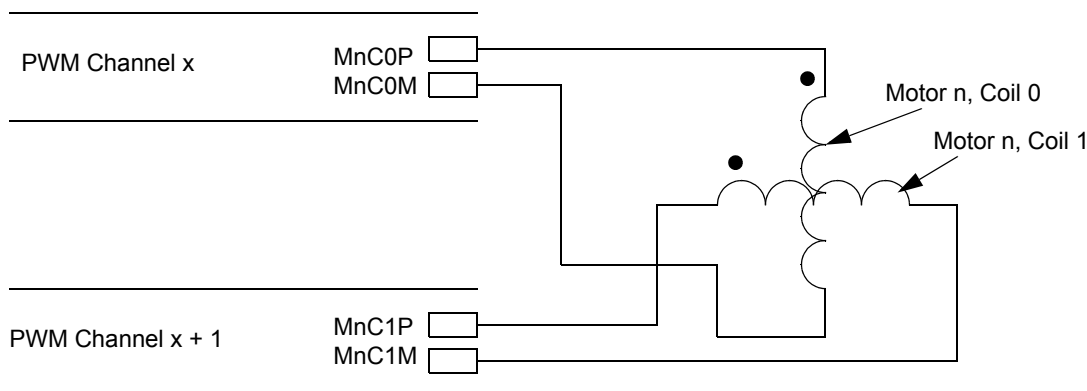 PWM Channel x
MnC0P
MnC0M
Motor n, Coil 0
Motor n, Coil 1
PWM Channel x + 1
MnC1P
MnC1M